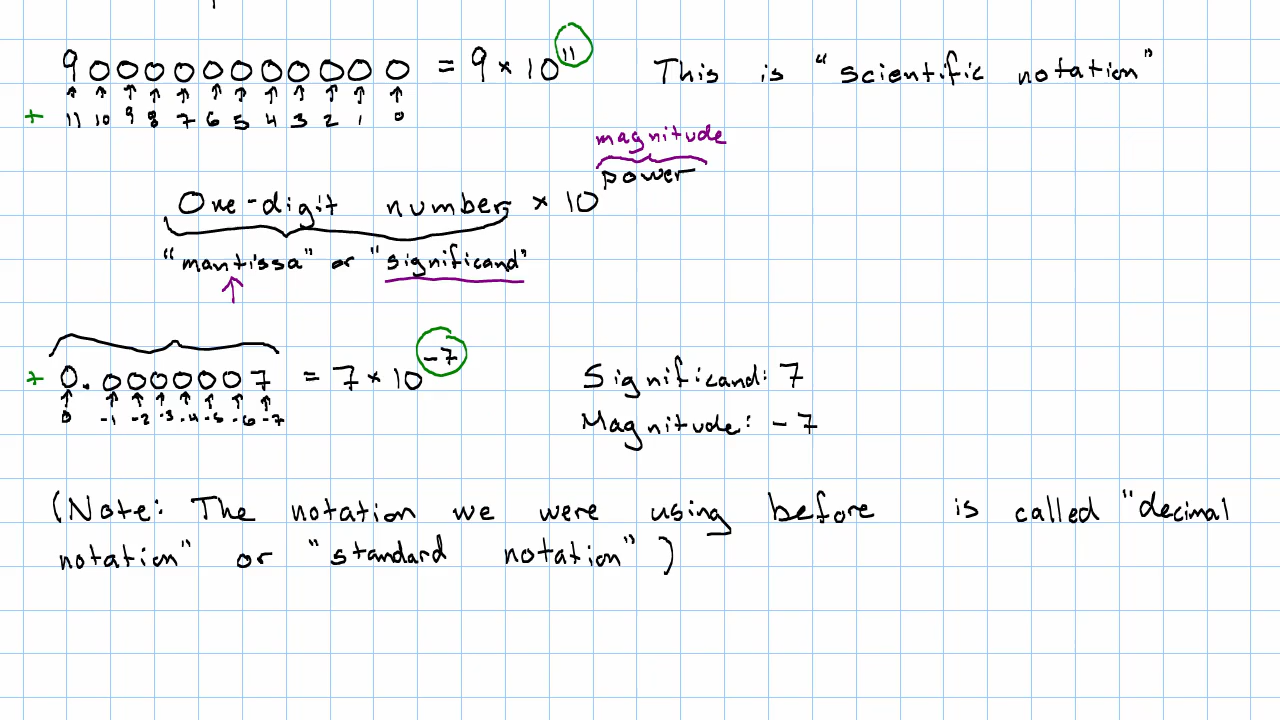 900000000000 = 9 × 10^11 This is "scientific notation"
+ 11 10 9 8 7 6 5 4 3 2 1 0
magnitude
One-digit number × 10^power
"mantissa" or "significand"
+ 0.0000007 = 7 × 10^-7 Significand: 7
0 -1 -2 -3 -4 -5 -6 -7 Magnitude: -7
(Note: The notation we were using before is called "decimal
notation" or "standard notation")